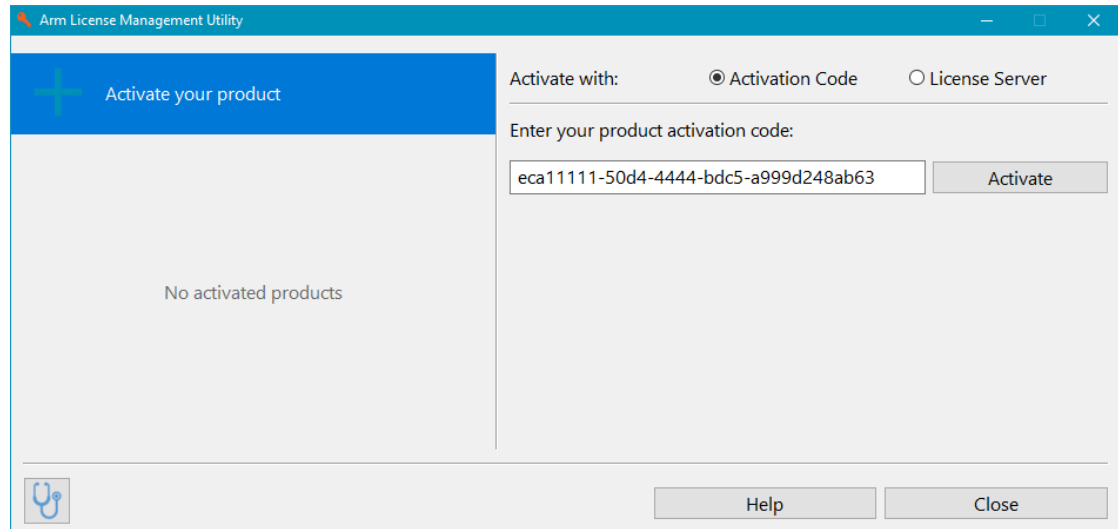 Arm License Management Utility
Activate your product
No activated products
Activate with: Activation Code License Server
Enter your product activation code:
eca11111-50d4-4444-bdc5-a999d248ab63 Activate
Help Close